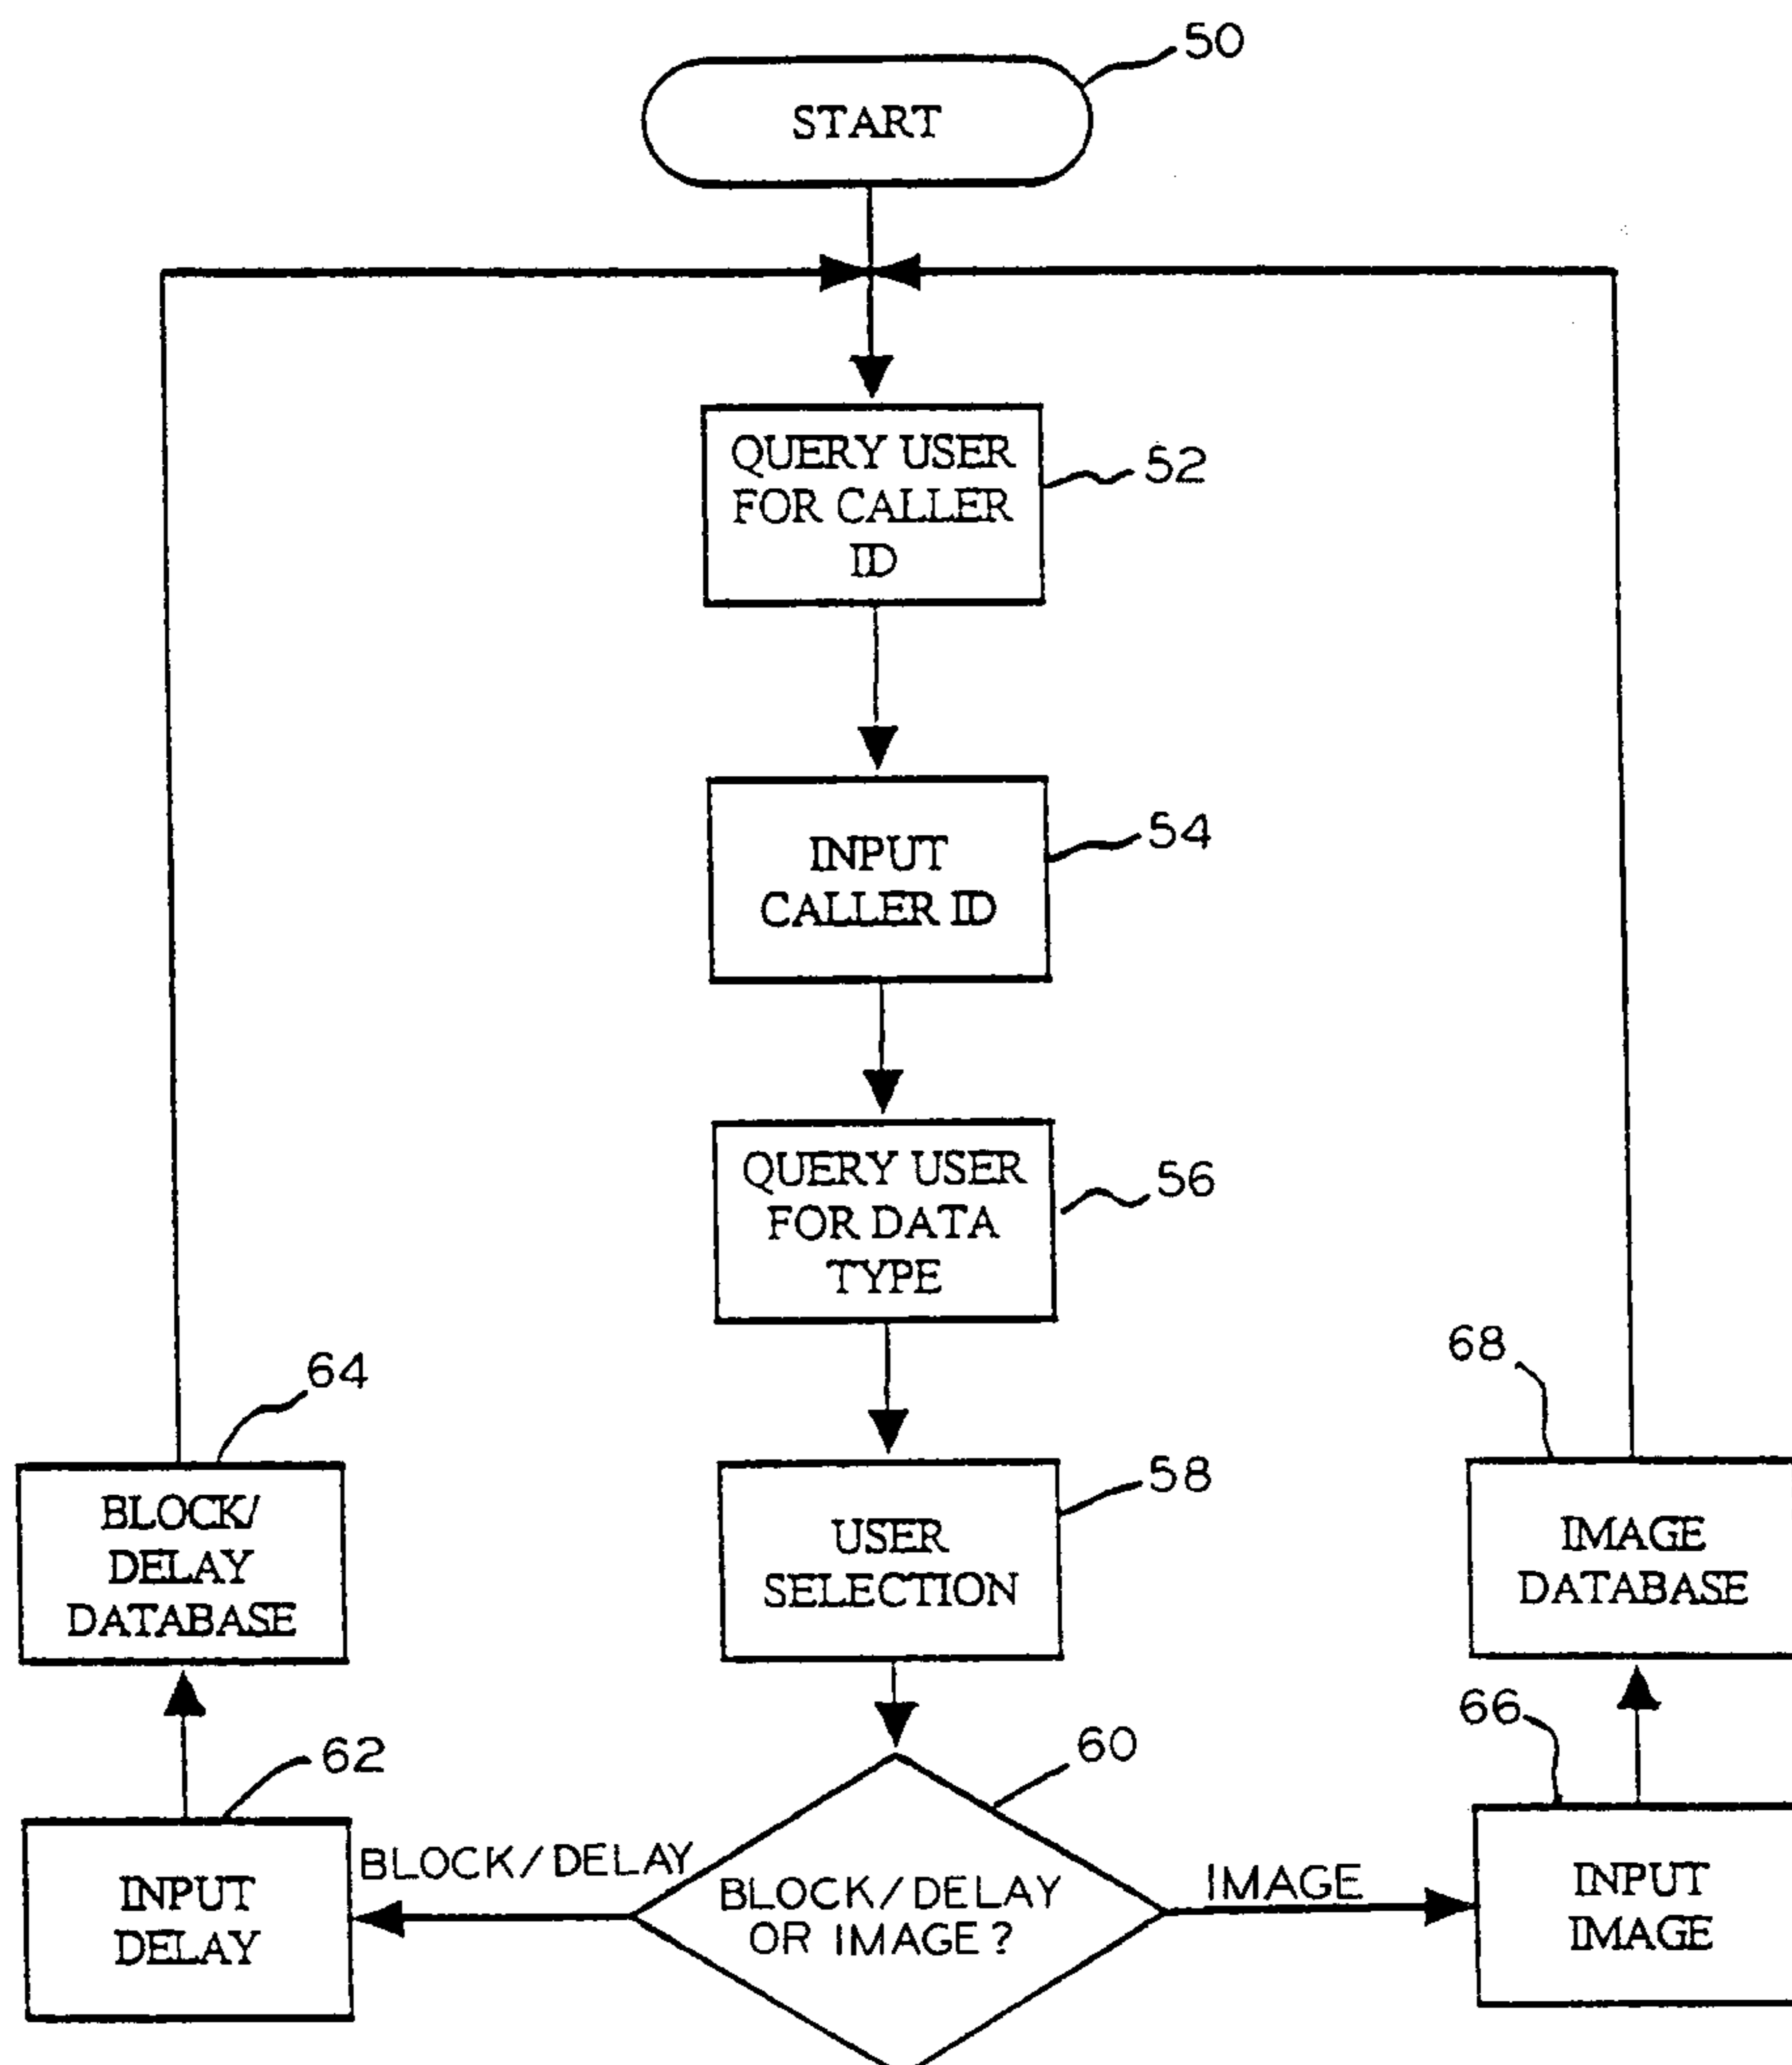 50
START
QUERY USER
FOR CALLER
ID
52
INPUT
CALLER ID
54
QUERY USER
FOR DATA
TYPE
56
64
BLOCK/
DELAY
DATABASE
58
USER
SELECTION
68
IMAGE
DATABASE
62
INPUT
DELAY
BLOCK/DELAY
60
BLOCK/DELAY
OR IMAGE?
IMAGE
66
INPUT
IMAGE